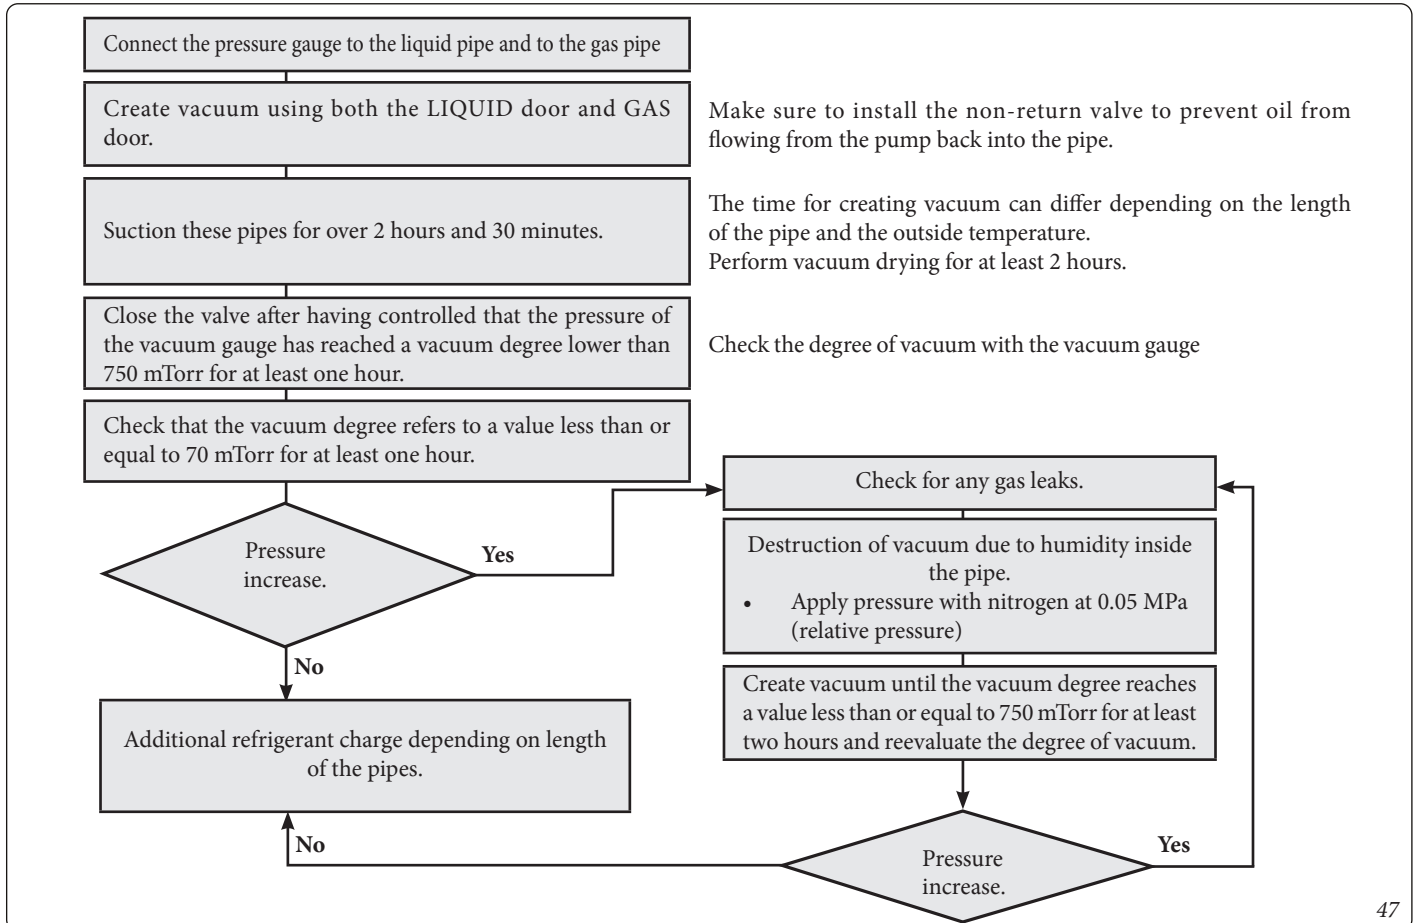 Connect the pressure gauge to the liquid pipe and to the gas pipe
Create vacuum using both the LIQUID door and GAS
door.
Make sure to install the non-return valve to prevent oil from
flowing from the pump back into the pipe.
Suction these pipes for over 2 hours and 30 minutes.
The time for creating vacuum can differ depending on the length
of the pipe and the outside temperature.
Perform vacuum drying for at least 2 hours.
Close the valve after having controlled that the pressure of
the vacuum gauge has reached a vacuum degree lower than
750 mTorr for at least one hour.
Check the degree of vacuum with the vacuum gauge
Check that the vacuum degree refers to a value less than or
equal to 70 mTorr for at least one hour.
Pressure
increase.
Yes
No
Check for any gas leaks.
Destruction of vacuum due to humidity inside
the pipe.
• Apply pressure with nitrogen at 0.05 MPa
(relative pressure)
Create vacuum until the vacuum degree reaches
a value less than or equal to 750 mTorr for at least
two hours and reevaluate the degree of vacuum.
Additional refrigerant charge depending on length
of the pipes.
No
Pressure
increase.
Yes
47